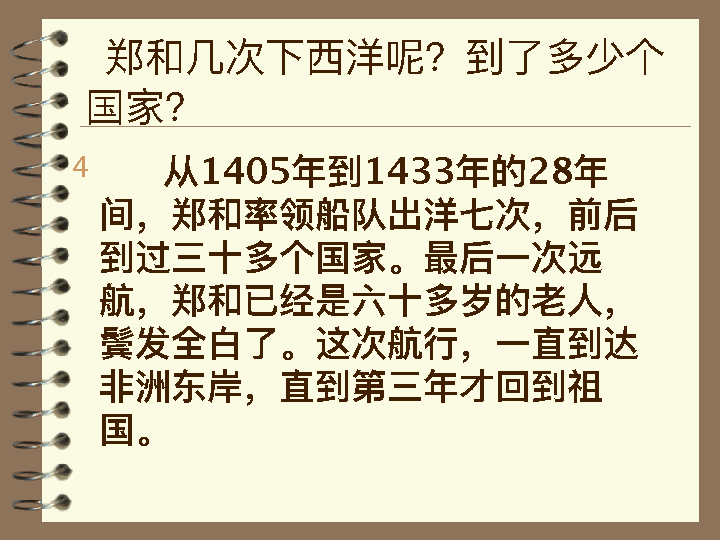 郑和几次下西洋呢？到了多少个
国家？
4 从1405年到1433年的28年
间，郑和率领船队出洋七次，前后
到过三十多个国家。最后一次远
航，郑和已经是六十多岁的老人，
鬓发全白了。这次航行，一直到达
非洲东岸，直到第三年才回到祖
国。